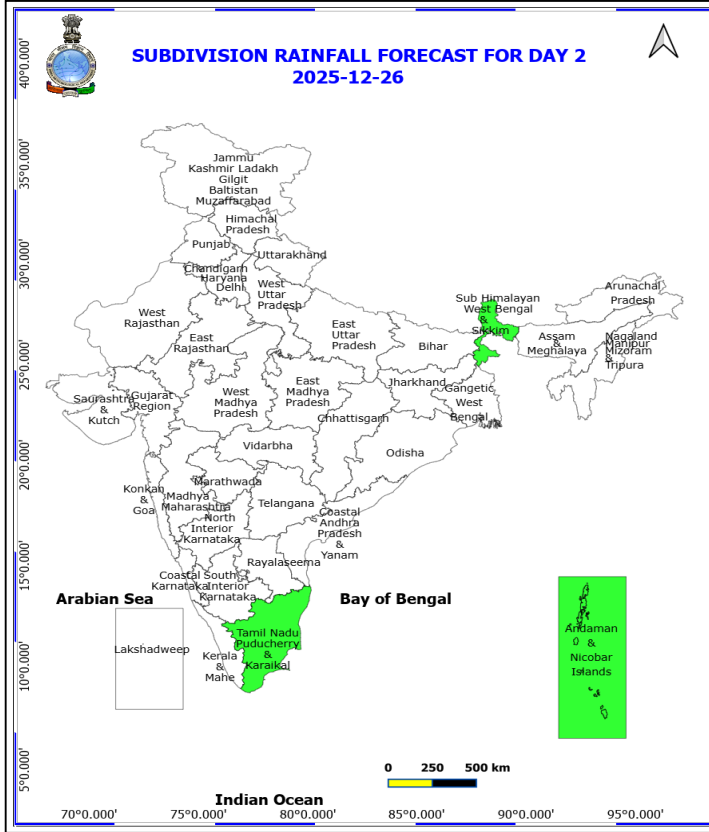 SUBDIVISION RAINFALL FORECAST FOR DAY 2
2025-12-26
40°0.000'
35°0.000'
30°0.000'
25°0.000'
20°0.000'
15°0.000'
10°0.000'
5°0.000'
Jammu
Kashmir Ladakh
Gilgit
Baltistan
Muzaffarabad
Himachal
Pradesh
Punjab
Uttarakhand
Chandigarh
Haryana
Delhi
West
Uttar
Pradesh
West
Rajasthan
East
Rajasthan
East
Uttar
Pradesh
Bihar
Sub Himalayan
West Bengal
&
Sikkim
Arunachal
Pradesh
Assam
&
Meghalaya
Nagaland
Manipur
Mizoram
&
Tripura
Saurashtra
&
Kutch
Gujarat
Region
West
Madhya
Pradesh
East
Madhya
Pradesh
Jharkhand
Gangetic
West
Bengal
Chhattisgarh
Odisha
Vidarbha
Konkan
&
Goa
Marathwada
Madhya
Maharashtra
Telangana
North
Interior
Karnataka
Coastal
Andhra
Pradesh
&
Yanam
Rayalaseema
Coastal
Karnataka
South
Interior
Karnataka
Arabian Sea
Bay of Bengal
Lakshadweep
Kerala
&
Mahe
Tamil Nadu
Puducherry
&
Karaikal
Andaman
&
Nicobar
Islands
0 250 500 km
Indian Ocean
70°0.000' 75°0.000' 80°0.000' 85°0.000' 90°0.000' 95°0.000'